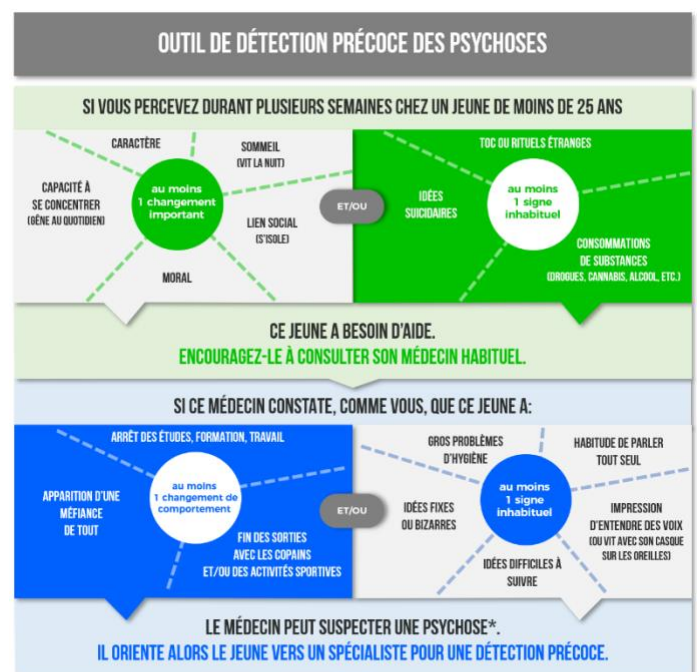 OUTIL DE DÉTECTION PRÉCOCE DES PSYCHOSES
SI VOUS PERCEVEZ DURANT PLUSIEURS SEMAINES CHEZ UN JEUNE DE MOINS DE 25 ANS
CARACTÈRE
SOMMEIL
(VIT LA NUIT)
CAPACITÉ À
SE CONCENTRER
(GÊNE AU QUOTIDIEN)
au moins
1 changement
important
LIEN SOCIAL
(S'ISOLE)
MORAL
ET/OU
TOC OU RITUELS ÉTRANGES
IDÉES
SUICIDAIRES
au moins
1 signe
inhabituel
CONSOMMATIONS
DE SUBSTANCES
(DROGUES, CANNABIS, ALCOOL, ETC.)
CE JEUNE A BESOIN D'AIDE.
ENCOURAGEZ-LE À CONSULTER SON MÉDECIN HABITUEL.
SI CE MÉDECIN CONSTATE, COMME VOUS, QUE CE JEUNE A:
ARRÊT DES ÉTUDES, FORMATION, TRAVAIL
APPARITION D'UNE
MÉFIANCE
DE TOUT
au moins
1 changement de
comportement
FIN DES SORTIES
AVEC LES COPAINS
ET/OU DES ACTIVITÉS SPORTIVES
ET/OU
GROS PROBLÈMES
D'HYGIÈNE
HABITUDE DE PARLER
TOUT SEUL
IDÉES FIXES
OU BIZARRES
au moins
1 signe
inhabituel
IMPRESSION
D'ENTENDRE DES VOIX
(OU VIT AVEC SON CASQUE
SUR LES OREILLES)
IDÉES DIFFICILES À
SUIVRE
LE MÉDECIN PEUT SUSPECTER UNE PSYCHOSE*.
IL ORIENTE ALORS LE JEUNE VERS UN SPÉCIALISTE POUR UNE DÉTECTION PRÉCOCE.